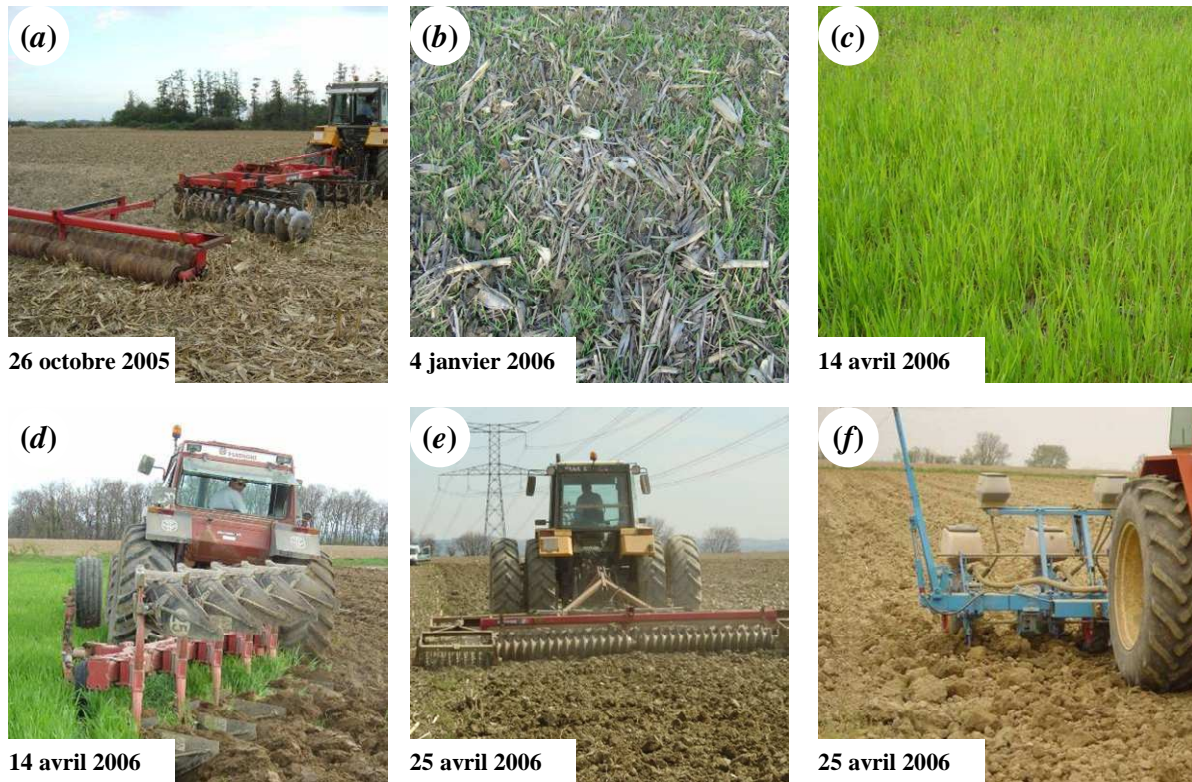 (a)
26 octobre 2005
(b)
4 janvier 2006
(c)
14 avril 2006
(d)
14 avril 2006
(e)
25 avril 2006
(f)
25 avril 2006